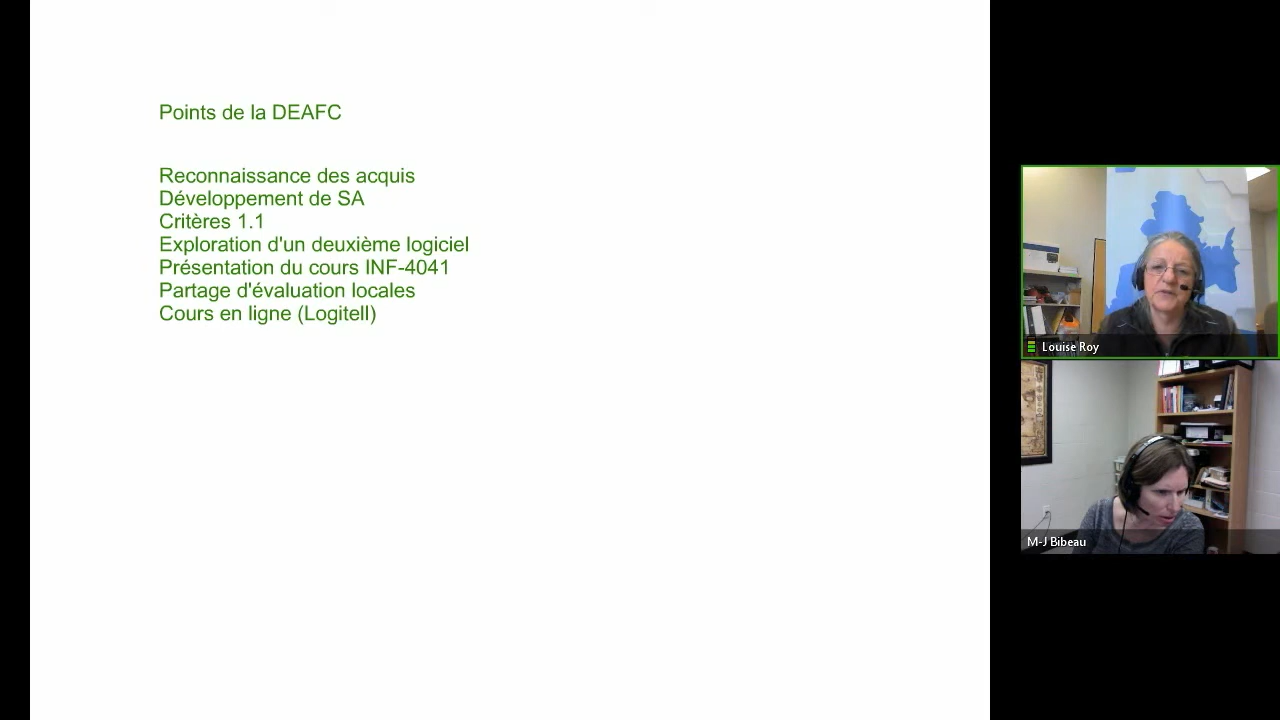 Points de la DEAFC
Reconnaissance des acquis
Développement de SA
Critères 1.1
Exploration d'un deuxième logiciel
Présentation du cours INF-4041
Partage d'évaluation locales
Cours en ligne (Logitell)
Louise Roy
M-J Bibeau